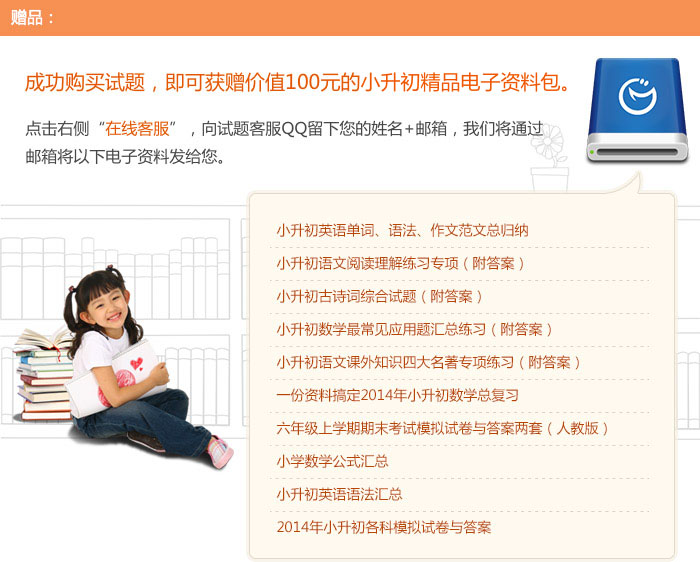 赠品：
成功购买试题，即可获赠价值100元的小升初精品电子资料包。
点击右侧“在线客服”，向试题客服QQ留下您的姓名+邮箱，我们将通过
邮箱将以下电子资料发给您。
小升初英语单词、语法、作文范文总归纳
小升初语文阅读理解练习专项（附答案）
小升初古诗词综合试题（附答案）
小升初数学最常见应用题汇总练习（附答案）
小升初语文课外知识四大名著专项练习（附答案）
一份资料搞定2014年小升初数学总复习
六年级上学期期末考试模拟试卷与答案两套（人教版）
小学数学公式汇总
小升初英语语法汇总
2014年小升初各科模拟试卷与答案